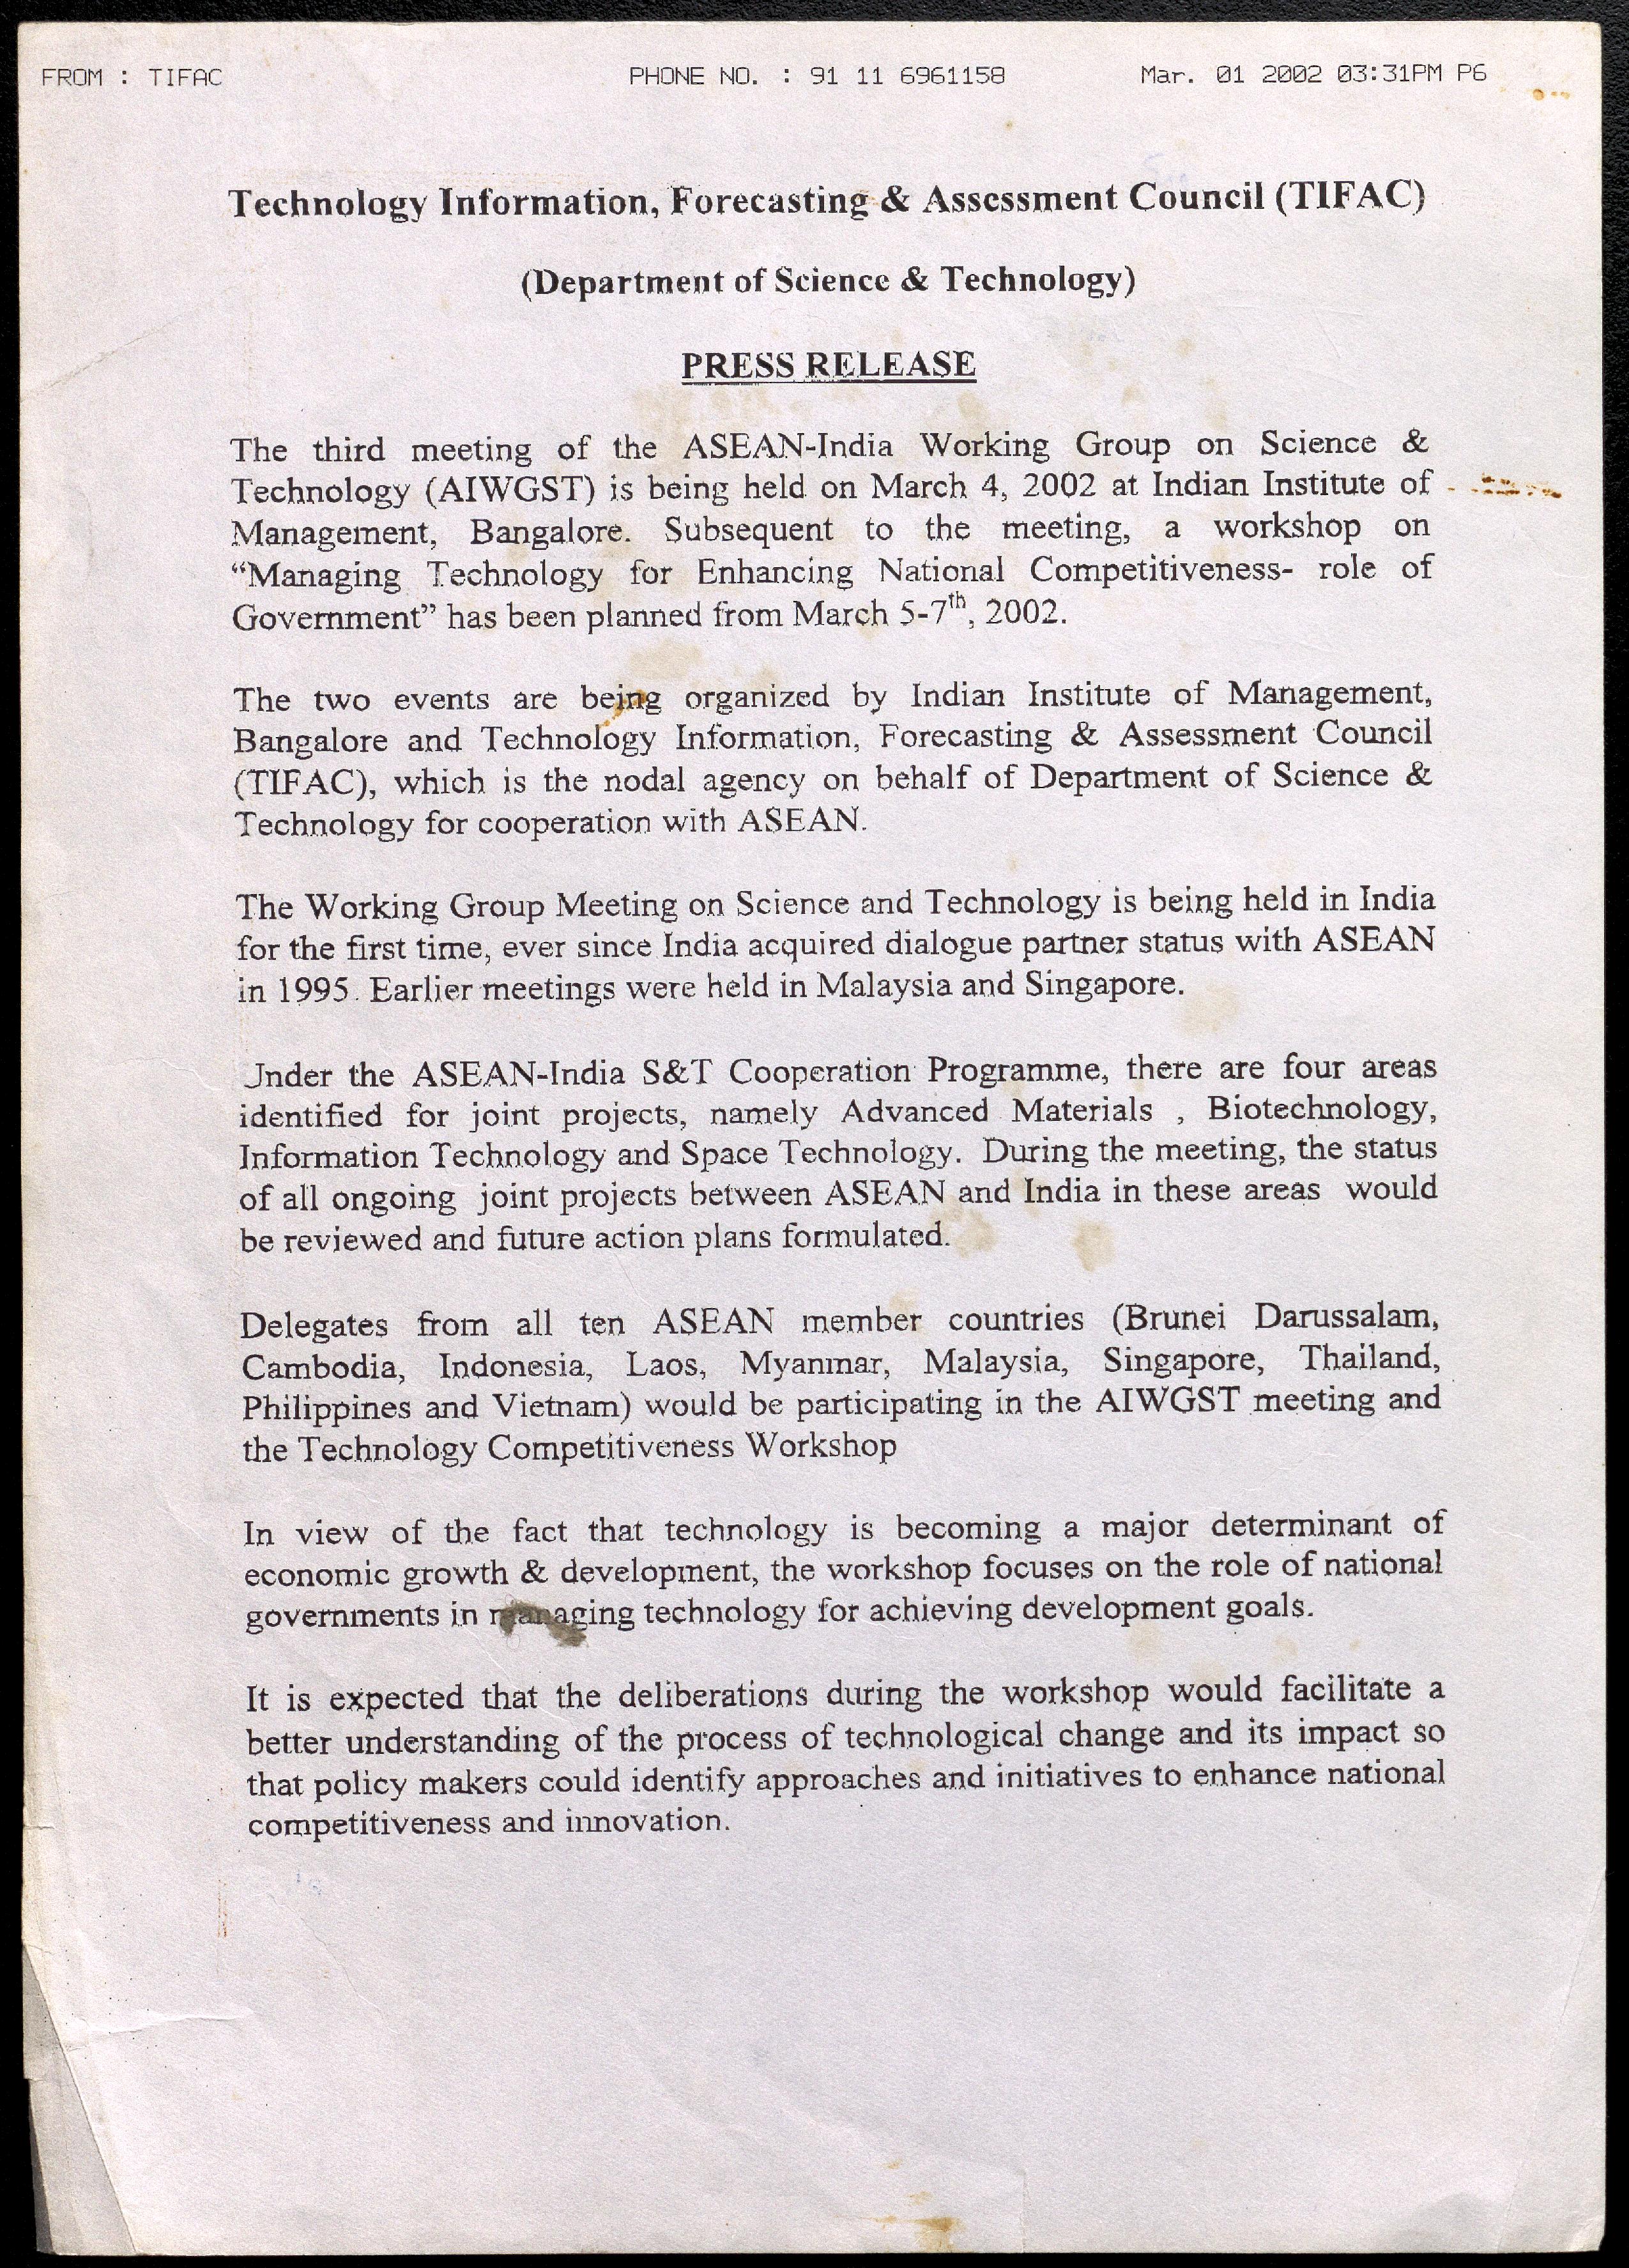 FROM : TIFAC PHONE NO. : 91 11 6961158 Mar. 01 2002 03:31PM P6
Technology Information, Forecasting & Assessment Council (TIFAC)
(Department of Science & Technology)
PRESS RELEASE
The third meeting of the ASEAN-India Working Group on Science &
Technology (AIWGST) is being held on March 4, 2002 at Indian Institute of
Management, Bangalore. Subsequent to the meeting, a workshop on
“Managing Technology for Enhancing National Competitiveness- role of
Government” has been planned from March 5-7th, 2002.
The two events are being organized by Indian Institute of Management,
Bangalore and Technology Information, Forecasting & Assessment Council
(TIFAC), which is the nodal agency on behalf of Department of Science &
Technology for cooperation with ASEAN.
The Working Group Meeting on Science and Technology is being held in India
for the first time, ever since India acquired dialogue partner status with ASEAN
in 1995. Earlier meetings were held in Malaysia and Singapore.
Under the ASEAN-India S&T Cooperation Programme, there are four areas
identified for joint projects, namely Advanced Materials , Biotechnology,
Information Technology and Space Technology. During the meeting, the status
of all ongoing joint projects between ASEAN and India in these areas would
be reviewed and future action plans formulated.
Delegates from all ten ASEAN member countries (Brunei Darussalam,
Cambodia, Indonesia, Laos, Myanmar, Malaysia, Singapore, Thailand,
Philippines and Vietnam) would be participating in the AIWGST meeting and
the Technology Competitiveness Workshop
In view of the fact that technology is becoming a major determinant of
economic growth & development, the workshop focuses on the role of national
governments in managing technology for achieving development goals.
It is expected that the deliberations during the workshop would facilitate a
better understanding of the process of technological change and its impact so
that policy makers could identify approaches and initiatives to enhance national
competitiveness and innovation.